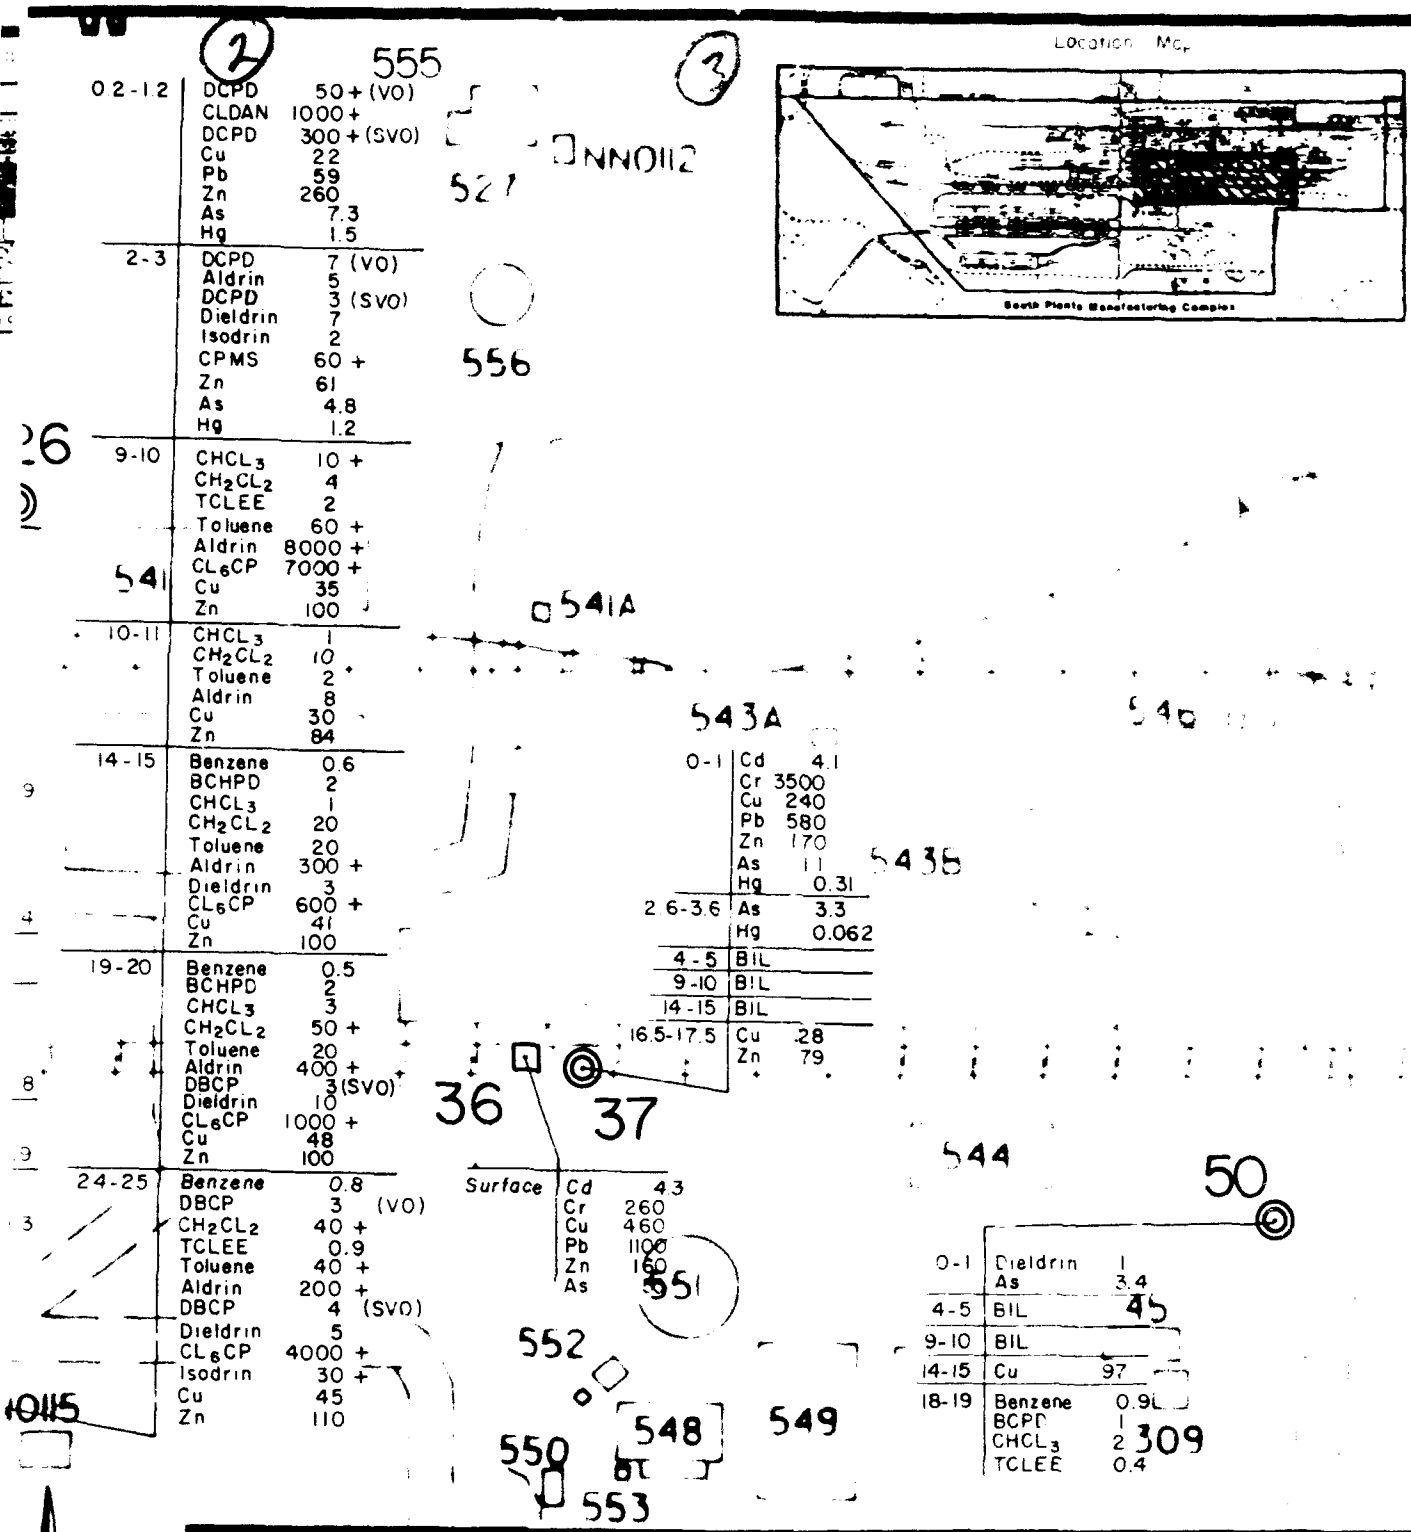 2
555
3
Location Map
0.2-1.2 DCPD 50+ (VO)
CLDAN 1000+
DCPD 300+ (SVO)
Cu 22
Pb 59
Zn 260
As 7.3
Hg 1.5
NNO112
527
South Plants Manufacturing Complex
2-3 DCPD 7 (VO)
Aldrin 5
DCPD 3 (SVO)
Dieldrin 7
Isodrin 2
CPMS 60 +
Zn 61
As 4.8
Hg 1.2
556
26
9-10 CHCL3 10 +
CH2CL2 4
TCLEE 2
Toluene 60 +
Aldrin 8000 +
CL6CP 7000 +
Cu 35
Zn 100
541
541A
10-11 CHCL3 1
CH2CL2 10
Toluene 2
Aldrin 8
Cu 30
Zn 84
14-15 Benzene 0.6
BCHPD 2
CHCL3 1
CH2CL2 20
Toluene 20
Aldrin 300 +
Dieldrin 3
CL6CP 600 +
Cu 41
Zn 100
19-20 Benzene 0.5
BCHPD 2
CHCL3 3
CH2CL2 50 +
Toluene 20
Aldrin 400 +
DBCP 3 (SVO)
Dieldrin 10
CL6CP 1000 +
Cu 48
Zn 100
24-25 Benzene 0.8
DBCP 3 (VO)
CH2CL2 40 +
TCLEE 0.9
Toluene 40 +
Aldrin 200 +
DBCP 4 (SVO)
Dieldrin 5
CL6CP 4000 +
Isodrin 30 +
Cu 45
Zn 110
9
4
8
9
3
10115
543A
0-1 Cd 4.1
Cr 3500
Cu 240
Pb 580
Zn 170
As 11
Hg 0.31
2.6-3.6 As 3.3
Hg 0.062
4-5 BIL
9-10 BIL
14-15 BIL
16.5-17.5 Cu 28
Zn 79
543B
36
37
Surface Cd 4.3
Cr 260
Cu 460
Pb 1100
Zn 160
As
551
552
548
549
550
553
544
50
0-1 Dieldrin 1
As 3.4
4-5 BIL
45
9-10 BIL
14-15 Cu 97
18-19 Benzene 0.9
BCPD 1
CHCL3 2
TCLEE 0.4
309